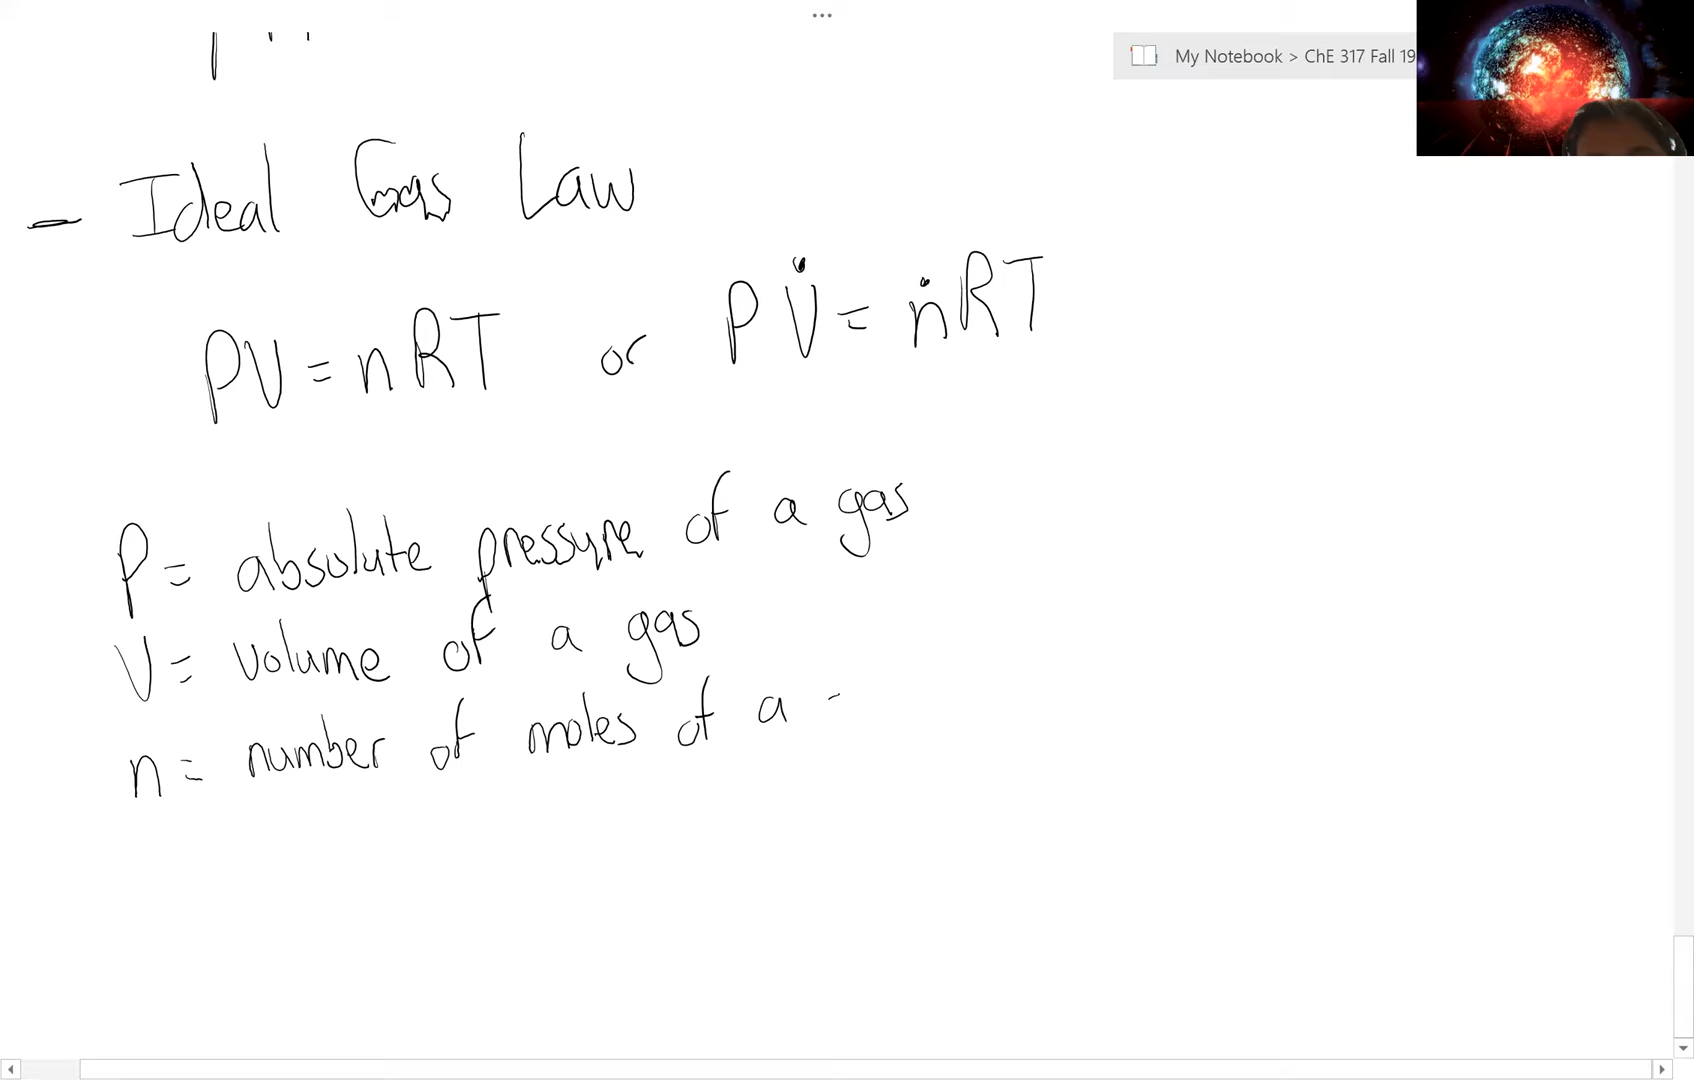 My Notebook > ChE 317 Fall 19
- Ideal Gas Law
PV = nRT or PV̇ = ṅRT
P = absolute pressure of a gas
V = volume of a gas
n = number of moles of a